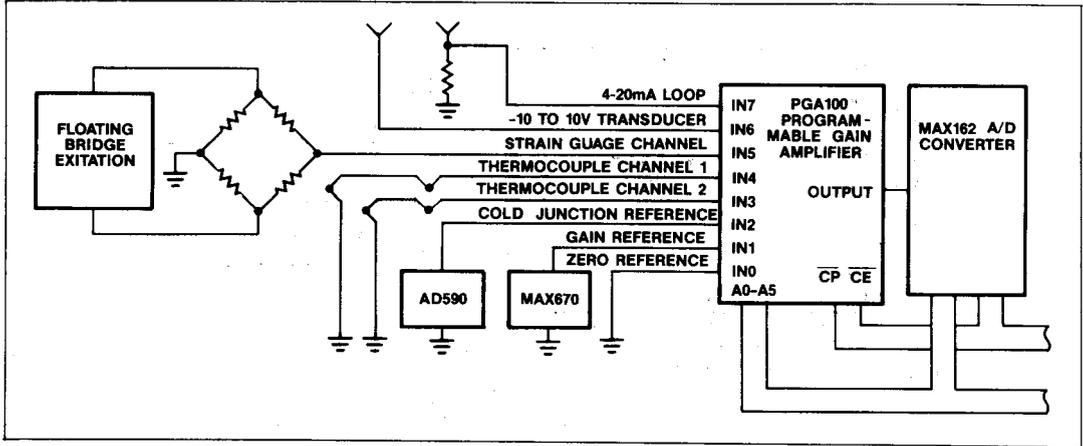 FLOATING
BRIDGE
EXITATION
4-20mA LOOP
-10 TO 10V TRANSDUCER
STRAIN GUAGE CHANNEL
THERMOCOUPLE CHANNEL 1
THERMOCOUPLE CHANNEL 2
COLD JUNCTION REFERENCE
GAIN REFERENCE
ZERO REFERENCE
AD590
MAX670
IN7
IN6
IN5
IN4
IN3
IN2
IN1
IN0
A0-A5
PGA100
PROGRAM-
MABLE GAIN
AMPLIFIER
OUTPUT
CP CE
MAX162 A/D
CONVERTER